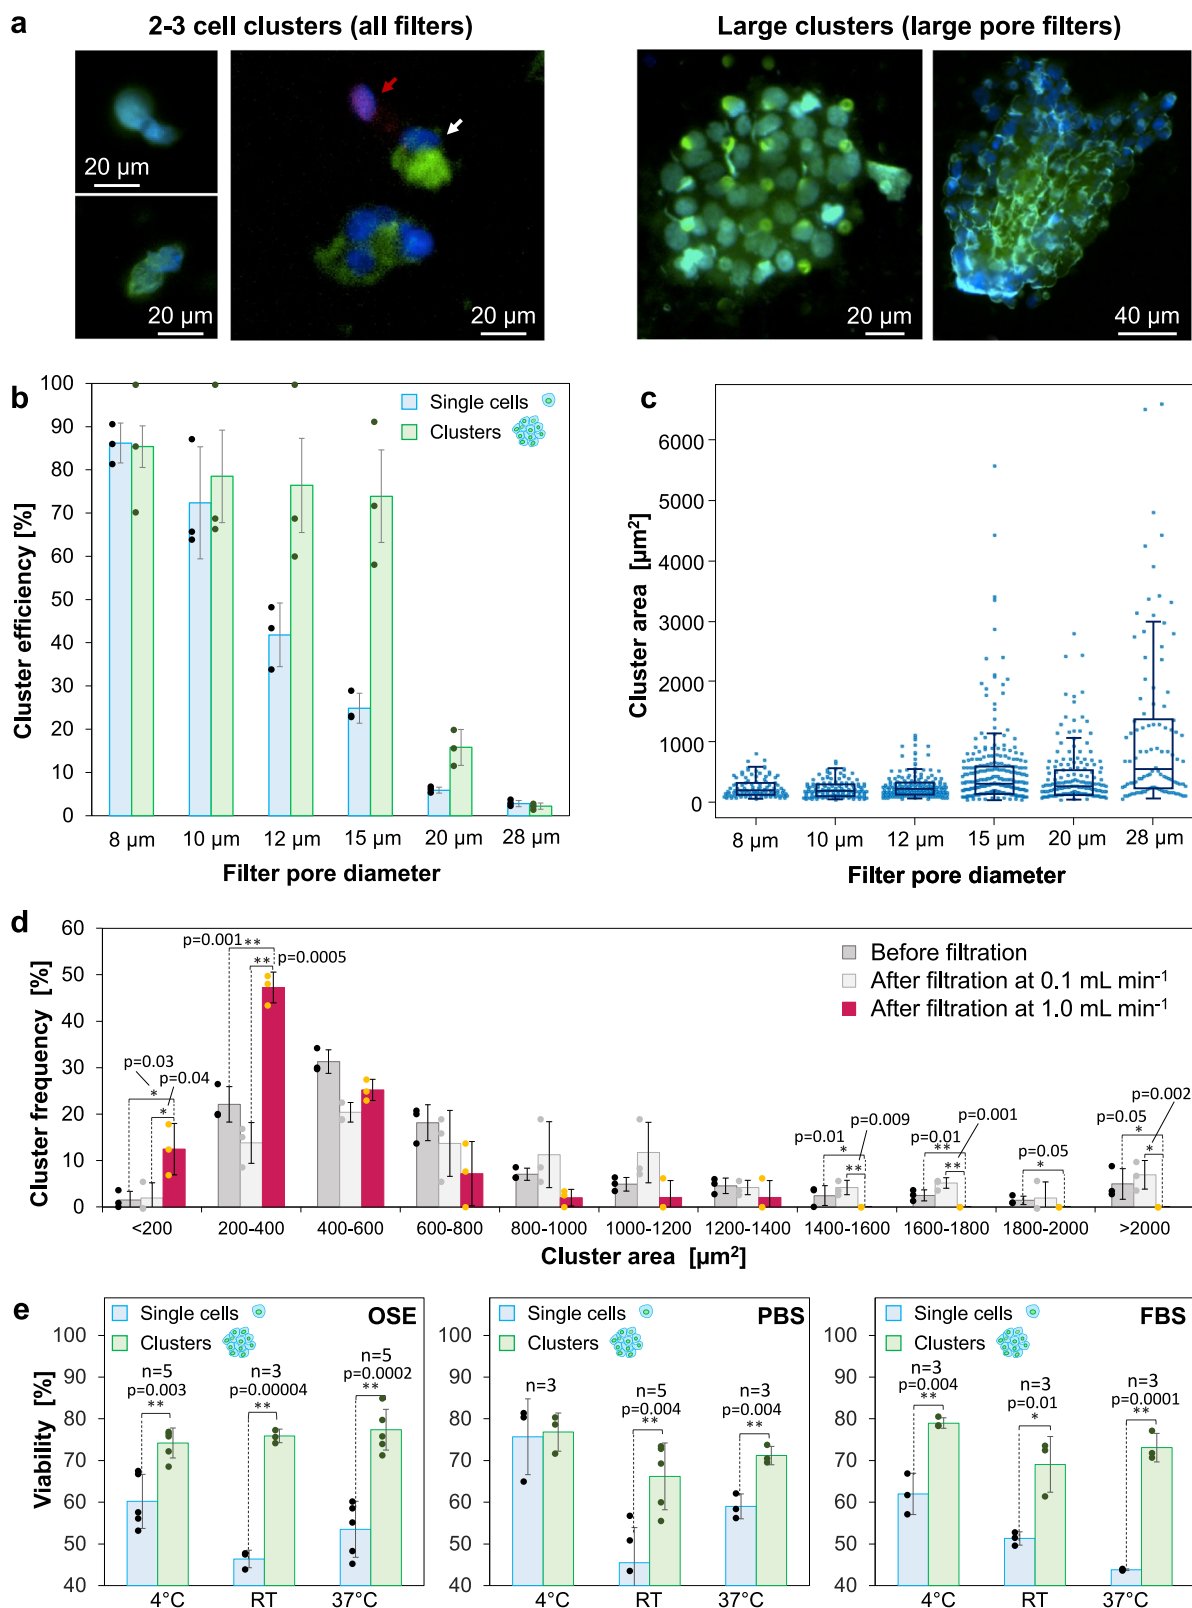 a
2-3 cell clusters (all filters)
Large clusters (large pore filters)
20 µm
20 µm
20 µm
20 µm
40 µm
b
Cluster efficiency [%]
100
90
80
70
60
50
40
30
20
10
0
Single cells
Clusters
8 µm 10 µm 12 µm 15 µm 20 µm 28 µm
Filter pore diameter
c
Cluster area [µm²]
6000
5000
4000
3000
2000
1000
0
8 µm 10 µm 12 µm 15 µm 20 µm 28 µm
Filter pore diameter
d
Cluster frequency [%]
60
50
40
30
20
10
0
Before filtration
After filtration at 0.1 mL min⁻¹
After filtration at 1.0 mL min⁻¹
p=0.03
*
p=0.04
*
p=0.001
**
**
p=0.0005
p=0.01
*
p=0.009
**
p=0.01
**
p=0.001
**
p=0.05
*
p=0.05
*
p=0.002
*
<200 200-400 400-600 600-800 800-1000 1000-1200 1200-1400 1400-1600 1600-1800 1800-2000 >2000
Cluster area [µm²]
e
Viability [%]
100
90
80
70
60
50
40
Single cells
Clusters
OSE
n=5
p=0.003
**
n=3
p=0.00004
**
n=5
p=0.0002
**
4°C RT 37°C
100
90
80
70
60
50
40
Single cells
Clusters
PBS
n=3
n=5
p=0.004
**
n=3
p=0.004
**
4°C RT 37°C
100
90
80
70
60
50
40
Single cells
Clusters
FBS
n=3
p=0.004
**
n=3
p=0.01
*
n=3
p=0.0001
**
4°C RT 37°C